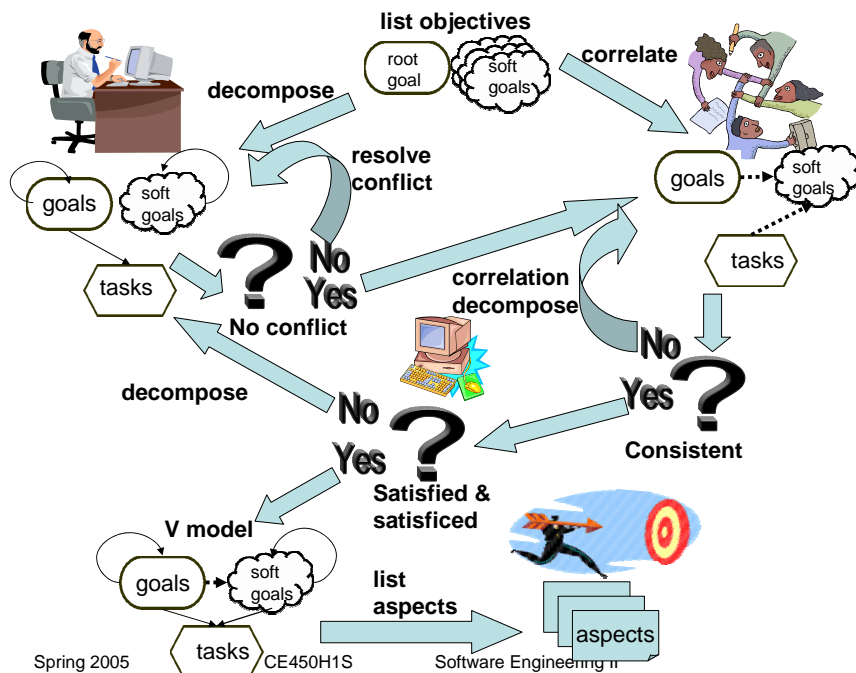 list objectives
root
goal
soft
goals
correlate
decompose
resolve
conflict
goals
soft
goals
tasks
?
No
Yes
No conflict
goals
soft
goals
tasks
correlation
decompose
No
Yes
?
Consistent
decompose
No
Yes
?
Satisfied &
satisficed
V model
goals
soft
goals
tasks
list
aspects
aspects
Spring 2005
CE450H1S
Software Engineering II